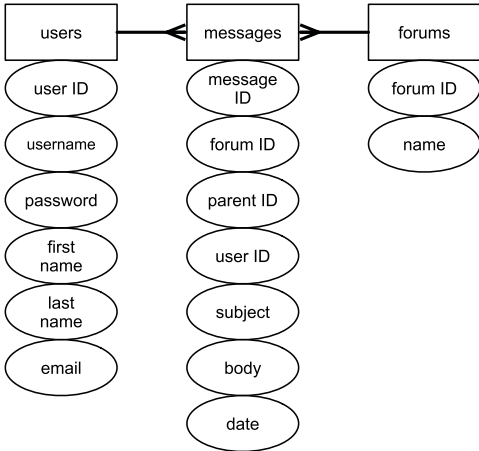 users
messages
forums
user ID
username
password
first
name
last
name
email
message
ID
forum ID
parent ID
user ID
subject
body
date
forum ID
name